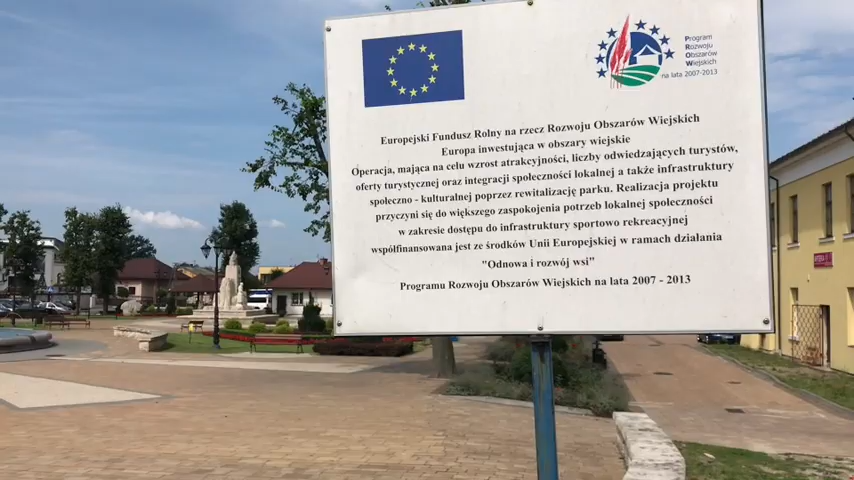 Program
Rozwoju
Obszarów
Wiejskich
na lata 2007-2013
Europejski Fundusz Rolny na rzecz Rozwoju Obszarów Wiejskich
Europa inwestująca w obszary wiejskie
Operacja, mająca na celu wzrost atrakcyjności, liczby odwiedzających turystów,
oferty turystycznej oraz integracji społeczności lokalnej a także infrastruktury
społeczno - kulturalnej poprzez rewitalizację parku. Realizacja projektu
przyczyni się do większego zaspokojenia potrzeb lokalnej społeczności
w zakresie dostępu do infrastruktury sportowo rekreacyjnej
współfinansowana jest ze środków Unii Europejskiej w ramach działania
"Odnowa i rozwój wsi"
Programu Rozwoju Obszarów Wiejskich na lata 2007 - 2013